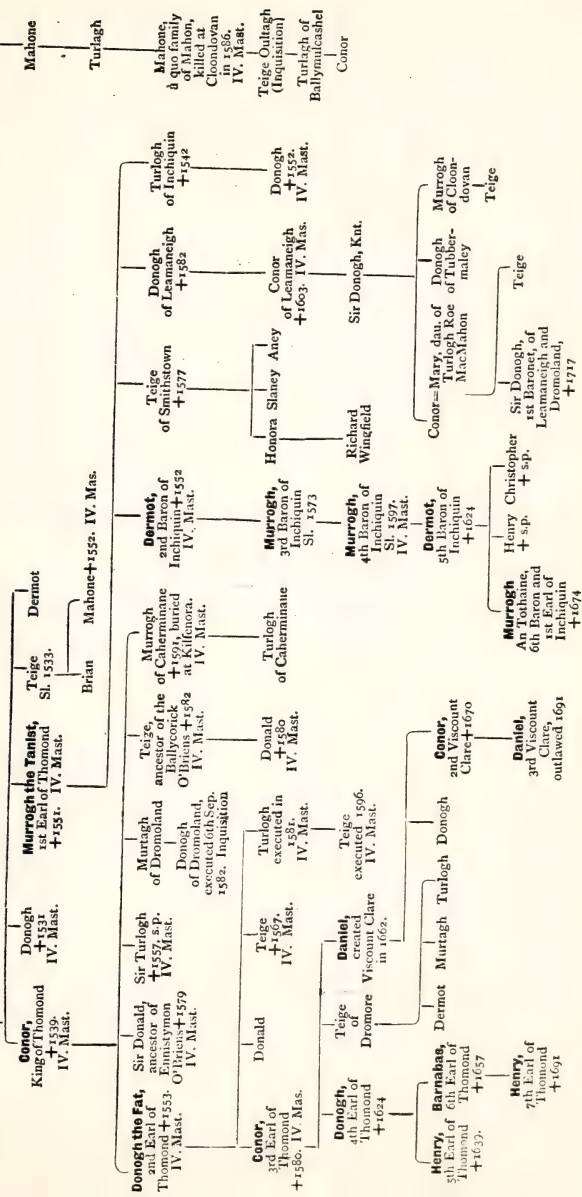 Mahone
Turlagh
Mahone,
à quo family
of Mahon,
killed at
Cloondovan
in 1586.
IV. Mast.
Teige Oultagh
(Inquisition)
Turlagh of
Ballymulcashel
Conor
Conor,
King of Thomond
+1539.
IV. Mast.
Donogh
+1531
IV. Mast.
Murrogh the Tanist,
1st Earl of Thomond
+1551. IV. Mast.
Teige
Sl. 1533.
Dermot
Brian
Mahone+1552. IV. Mas.
Donogh the Fat,
2nd Earl of
Thomond +1553.
IV. Mast.
Sir Donald,
ancestor of
Ennistymon
O'Briens+1579
IV. Mast.
Sir Turlogh
+1557, s.p.
IV. Mast.
Murtagh
of Dromoland
Donogh
of Dromoland,
executed 6th Sep.
1582. Inquisition
Teige,
ancestor of the
Ballycorick
O'Briens +1582
IV. Mast.
Donald
+1580
IV. Mast.
Murrogh
of Caherminane
+1591, buried
at Kilfenora.
IV. Mast.
Turlogh
of Caherminaue
Dermot,
2nd Baron of
Inchiquin+1552
IV. Mast.
Murrogh,
3rd Baron of
Inchiquin
Sl. 1573
Murrogh,
4th Baron of
Inchiquin
Sl. 1597.
IV. Mast.
Dermot,
5th Baron of
Inchiquin
+1624
Murrogh
An Tothaine,
6th Baron and
1st Earl of
Inchiquin
+1674
Henry
+ s.p.
Christopher
+ s.p.
Teige
of Smithstown
+1577
Honora Slaney Aney
Richard
Wingfield
Donogh
of Leamaneigh
+1582
Conor
of Leamaneigh
+1603. IV. Mas.
Sir Donogh, Knt.
Conor=Mary, dau. of
Turlogh Roe
MacMahon
Donogh
of Tubber-
maley
Murrogh
of Cloon-
dovan
Teige
Sir Donogh,
1st Baronet, of
Leamaneigh and
Dromoland,
+1717
Teige
Turlogh
of Inchiquin
+1542
Donogh
+1552.
IV. Mast.
Conor,
3rd Earl of
Thomond
+1580. IV. Mas.
Donald
Teige
+1567.
IV. Mast.
Turlogh
executed in
1581.
IV. Mast.
Teige
executed 1596.
IV. Mast.
Donogh,
4th Earl of
Thomond
+1624
Teige
of
Dromore
Daniel,
created
Viscount Clare
in 1662.
Dermot
Murtagh
Turlogh
Donogh
Conor,
2nd Viscount
Clare+1670
Daniel,
3rd Viscount
Clare,
outlawed 1691
Henry,
5th Earl of
Thomond
+1639.
Barnabas,
6th Earl of
Thomond
+1657
Henry,
7th Earl of
Thomond
+1691